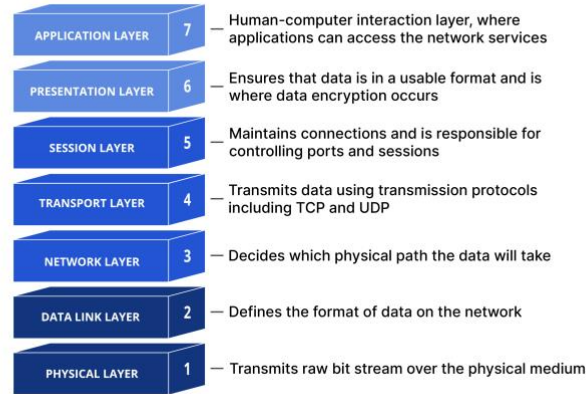 APPLICATION LAYER 7 — Human-computer interaction layer, where
applications can access the network services
PRESENTATION LAYER 6 — Ensures that data is in a usable format and is
where data encryption occurs
SESSION LAYER 5 — Maintains connections and is responsible for
controlling ports and sessions
TRANSPORT LAYER 4 — Transmits data using transmission protocols
including TCP and UDP
NETWORK LAYER 3 — Decides which physical path the data will take
DATA LINK LAYER 2 — Defines the format of data on the network
PHYSICAL LAYER 1 — Transmits raw bit stream over the physical medium